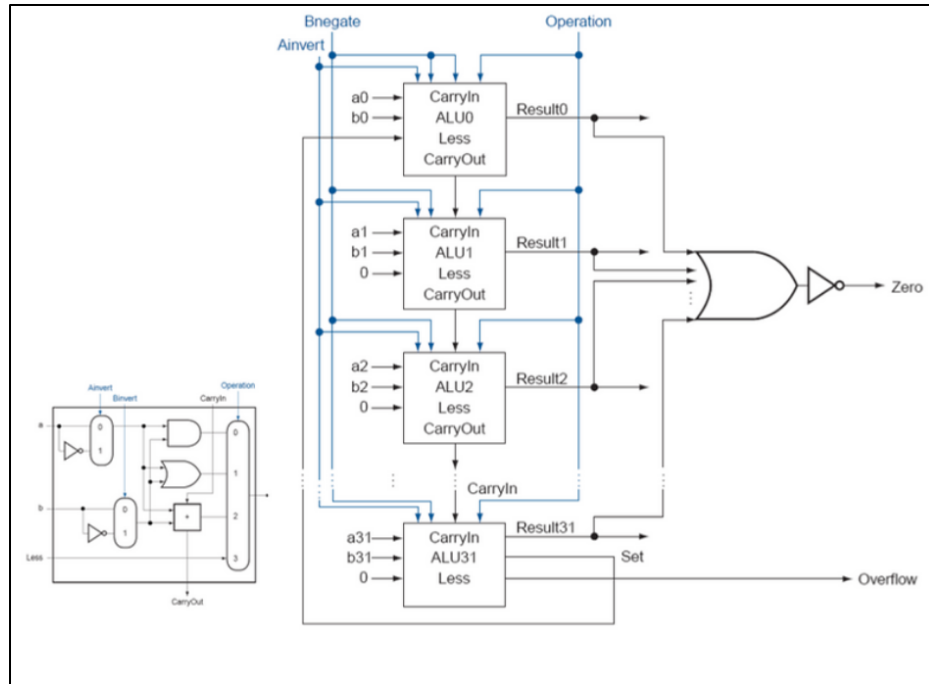 Bnegate
Operation
Ainvert
a0
b0
CarryIn
ALU0
Less
CarryOut
Result0
a1
b1
0
CarryIn
ALU1
Less
CarryOut
Result1
Zero
a2
b2
0
CarryIn
ALU2
Less
CarryOut
Result2
CarryIn
a31
b31
0
CarryIn
ALU31
Less
Result31
Set
Overflow
Ainvert
Binvert
CarryIn
Operation
a
0
1
b
0
1
Less
+
0
1
2
3
CarryOut